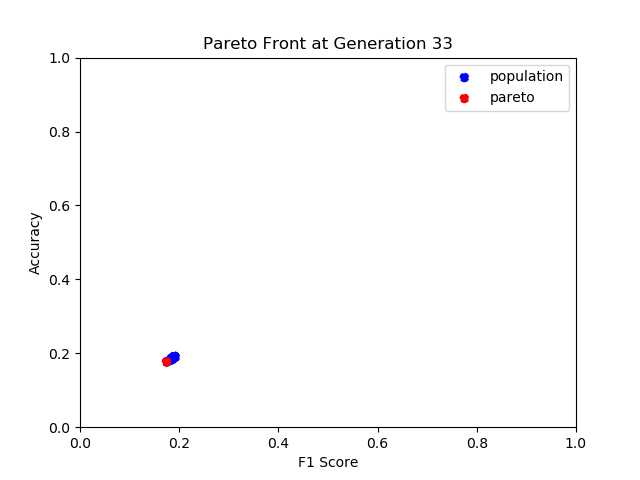 Pareto Front at Generation 33
1.0
0.8
0.6
0.4
0.2
0.0
Accuracy
population
pareto
0.0 0.2 0.4 0.6 0.8 1.0
F1 Score